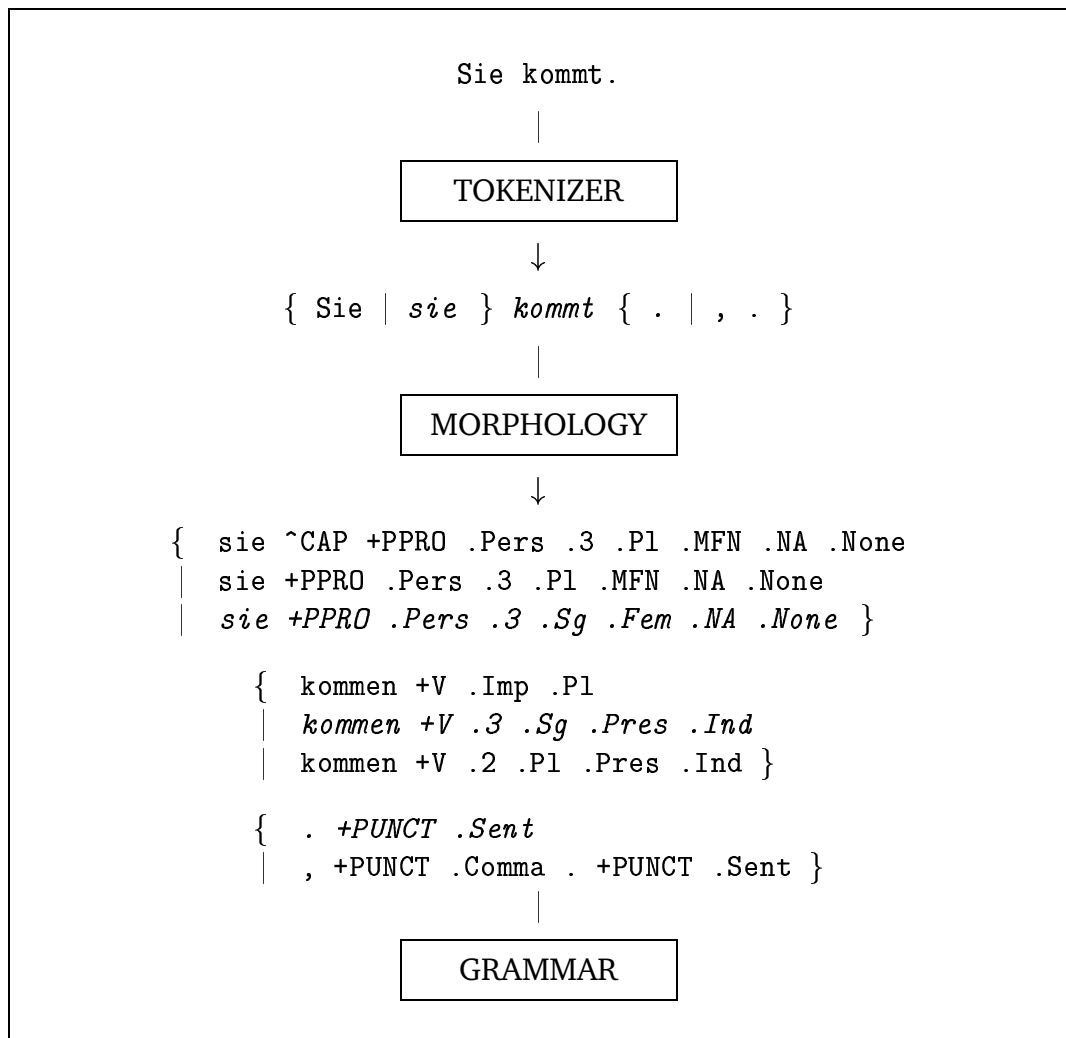 Sie kommt.
|
TOKENIZER
↓
{ Sie | sie } kommt { . | , . }
|
MORPHOLOGY
↓
{ sie ^CAP +PPRO .Pers .3 .Pl .MFN .NA .None
| sie +PPRO .Pers .3 .Pl .MFN .NA .None
| sie +PPRO .Pers .3 .Sg .Fem .NA .None }
{ kommen +V .Imp .Pl
| kommen +V .3 .Sg .Pres .Ind
| kommen +V .2 .Pl .Pres .Ind }
{ . +PUNCT .Sent
| , +PUNCT .Comma . +PUNCT .Sent }
|
GRAMMAR